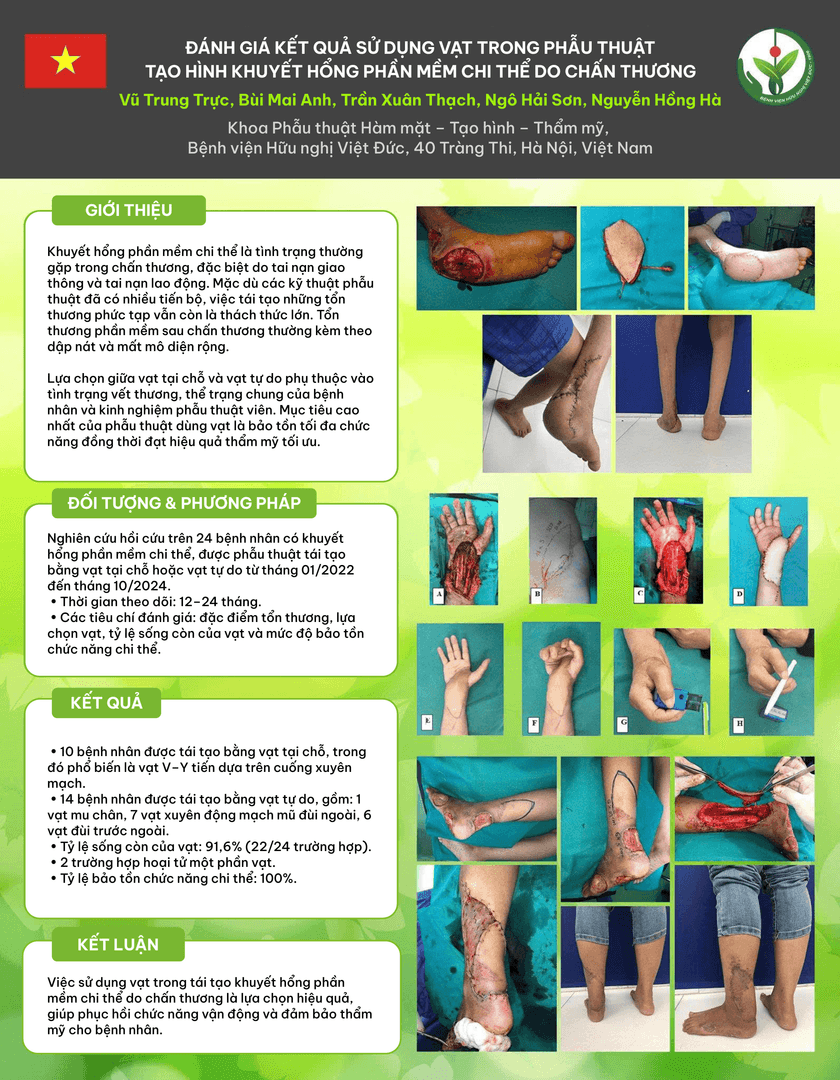 ĐÁNH GIÁ KẾT QUẢ SỬ DỤNG VẠT TRONG PHẪU THUẬT
TẠO HÌNH KHUYẾT HỔNG PHẦN MỀM CHI THỂ DO CHẤN THƯƠNG
Vũ Trung Trực, Bùi Mai Anh, Trần Xuân Thạch, Ngô Hải Sơn, Nguyễn Hồng Hà
Khoa Phẫu thuật Hàm mặt – Tạo hình – Thẩm mỹ,
Bệnh viện Hữu nghị Việt Đức, 40 Tràng Thi, Hà Nội, Việt Nam
GIỚI THIỆU
Khuyết hổng phần mềm chi thể là tình trạng thường
gặp trong chấn thương, đặc biệt do tai nạn giao
thông và tai nạn lao động. Mặc dù các kỹ thuật phẫu
thuật đã có nhiều tiến bộ, việc tái tạo những tổn
thương phức tạp vẫn còn là thách thức lớn. Tổn
thương phần mềm sau chấn thương thường kèm theo
dập nát và mất mô diện rộng.
Lựa chọn giữa vạt tại chỗ và vạt tự do phụ thuộc vào
tình trạng vết thương, thể trạng chung của bệnh
nhân và kinh nghiệm phẫu thuật viên. Mục tiêu cao
nhất của phẫu thuật dùng vạt là bảo tồn tối đa chức
năng đồng thời đạt hiệu quả thẩm mỹ tối ưu.
ĐỐI TƯỢNG & PHƯƠNG PHÁP
Nghiên cứu hồi cứu trên 24 bệnh nhân có khuyết
hổng phần mềm chi thể, được phẫu thuật tái tạo
bằng vạt tại chỗ hoặc vạt tự do từ tháng 01/2022
đến tháng 10/2024.
• Thời gian theo dõi: 12–24 tháng.
• Các tiêu chí đánh giá: đặc điểm tổn thương, lựa
chọn vạt, tỷ lệ sống còn của vạt và mức độ bảo tồn
chức năng chi thể.
KẾT QUẢ
• 10 bệnh nhân được tái tạo bằng vạt tại chỗ, trong
đó phổ biến là vạt V–Y tiến dựa trên cuống xuyên
mạch.
• 14 bệnh nhân được tái tạo bằng vạt tự do, gồm: 1
vạt mu chân, 7 vạt xuyên động mạch mũ đùi ngoài, 6
vạt đùi trước ngoài.
• Tỷ lệ sống còn của vạt: 91,6% (22/24 trường hợp).
• 2 trường hợp hoại tử một phần vạt.
• Tỷ lệ bảo tồn chức năng chi thể: 100%.
KẾT LUẬN
Việc sử dụng vạt trong tái tạo khuyết hổng phần
mềm chi thể do chấn thương là lựa chọn hiệu quả,
giúp phục hồi chức năng vận động và đảm bảo thẩm
mỹ cho bệnh nhân.
A
B
C
D
E
F
G
H